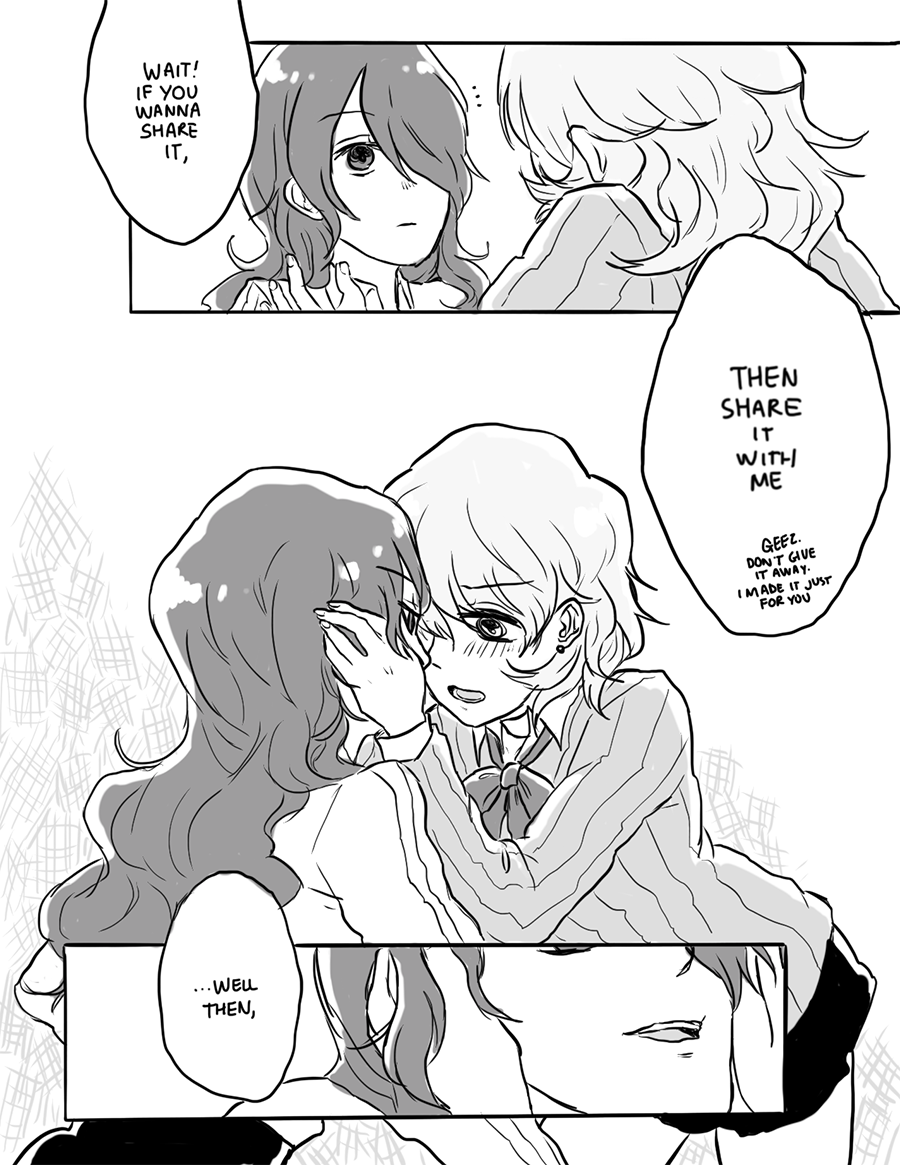 WAIT!
IF YOU
WANNA
SHARE
IT,
THEN
SHARE
IT
WITH
ME
GEEZ.
DON'T GIVE
IT AWAY.
I MADE IT JUST
FOR YOU
...WELL
THEN,